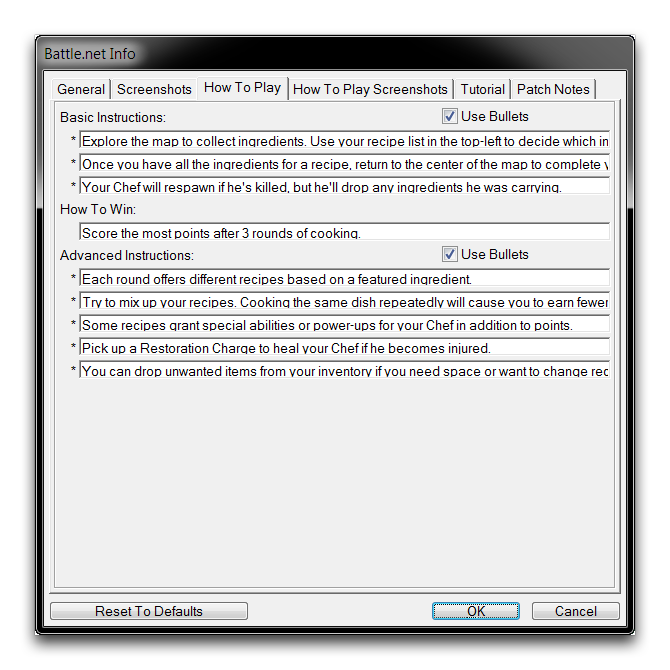 Battle.net Info
General Screenshots How To Play How To Play Screenshots Tutorial Patch Notes
Basic Instructions: Use Bullets
* Explore the map to collect ingredients. Use your recipe list in the top-left to decide which in
* Once you have all the ingredients for a recipe, return to the center of the map to complete y
* Your Chef will respawn if he's killed, but he'll drop any ingredients he was carrying.
How To Win:
Score the most points after 3 rounds of cooking.
Advanced Instructions: Use Bullets
* Each round offers different recipes based on a featured ingredient.
* Try to mix up your recipes. Cooking the same dish repeatedly will cause you to earn fewer
* Some recipes grant special abilities or power-ups for your Chef in addition to points.
* Pick up a Restoration Charge to heal your Chef if he becomes injured.
* You can drop unwanted items from your inventory if you need space or want to change rec
Reset To Defaults OK Cancel